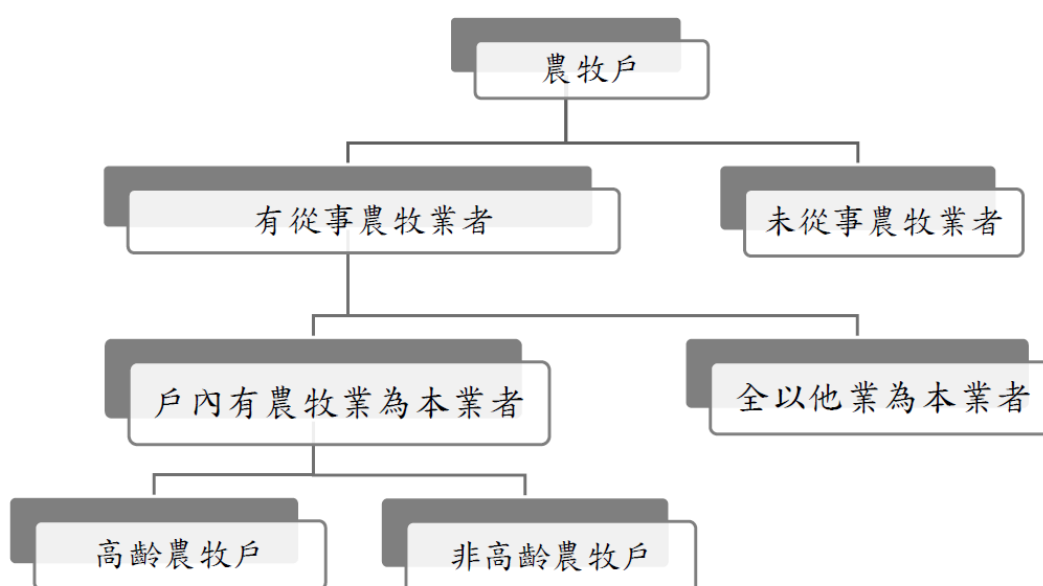 農牧戶
有從事農牧業者
未從事農牧業者
戶內有農牧業為本業者
全以他業為本業者
高齡農牧戶
非高齡農牧戶